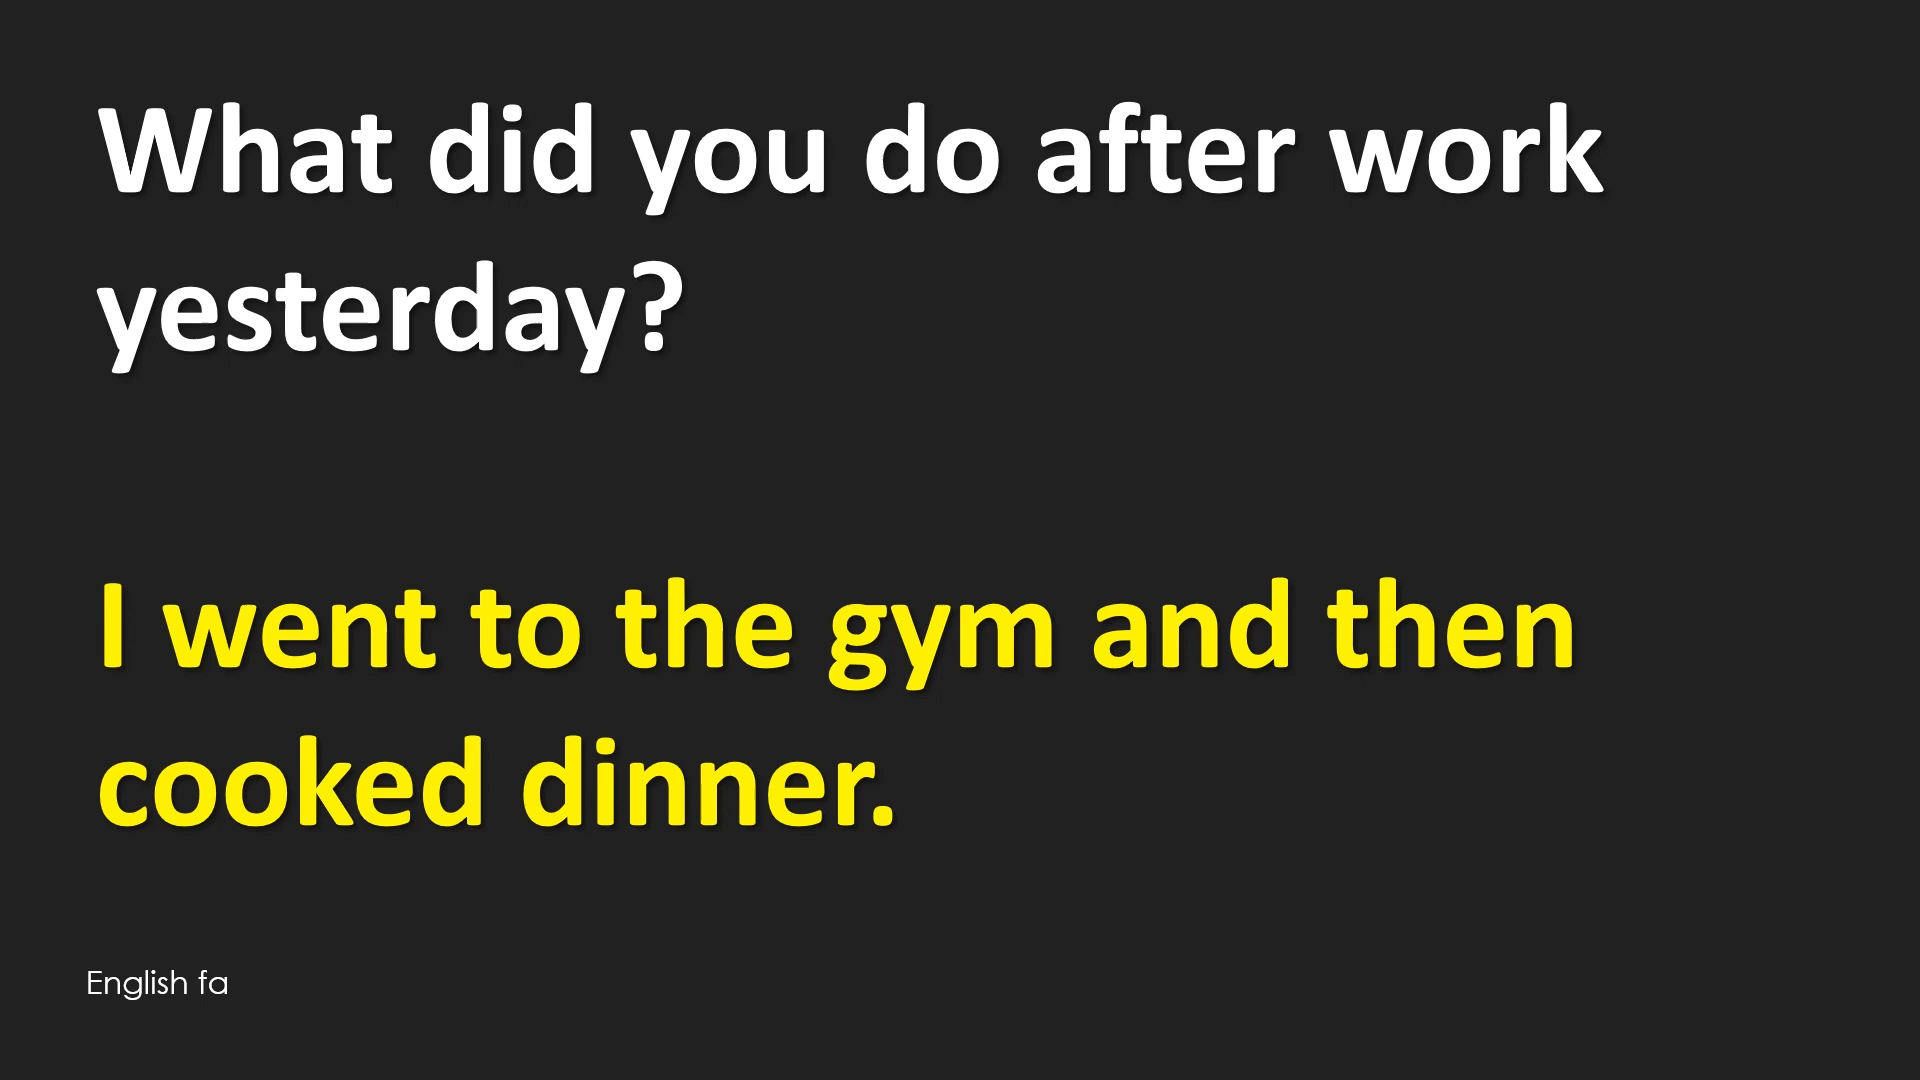 What did you do after work
yesterday?
I went to the gym and then
cooked dinner.
English fa